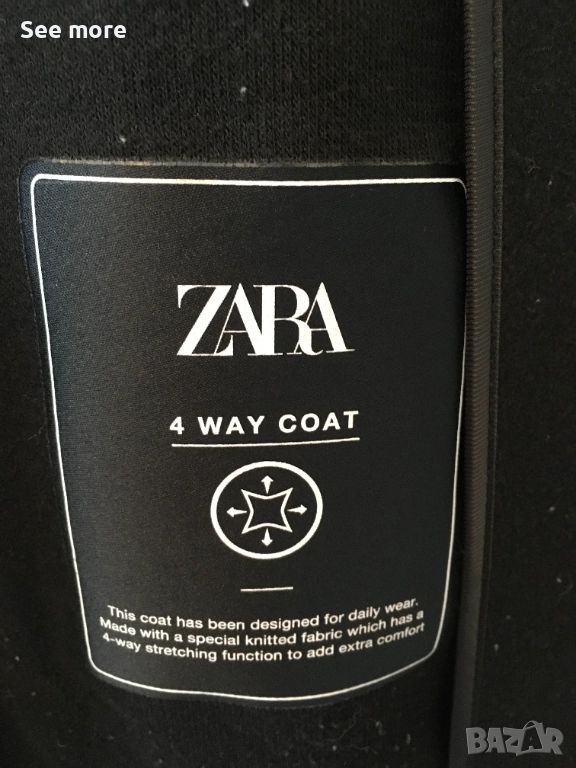 See more
ZARA
4 WAY COAT
This coat has been designed for daily wear.
Made with a special knitted fabric which has a
4-way stretching function to add extra comfort
BAZAR